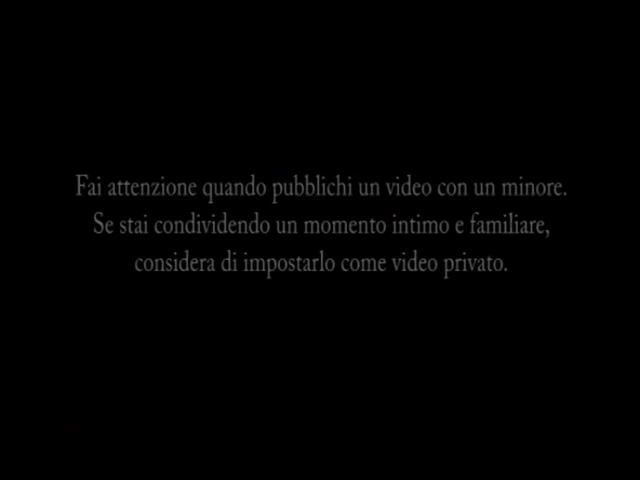 Fai attenzione quando pubblichi un video con un minore.
Se stai condividendo un momento intimo e familiare,
considera di impostarlo come video privato.